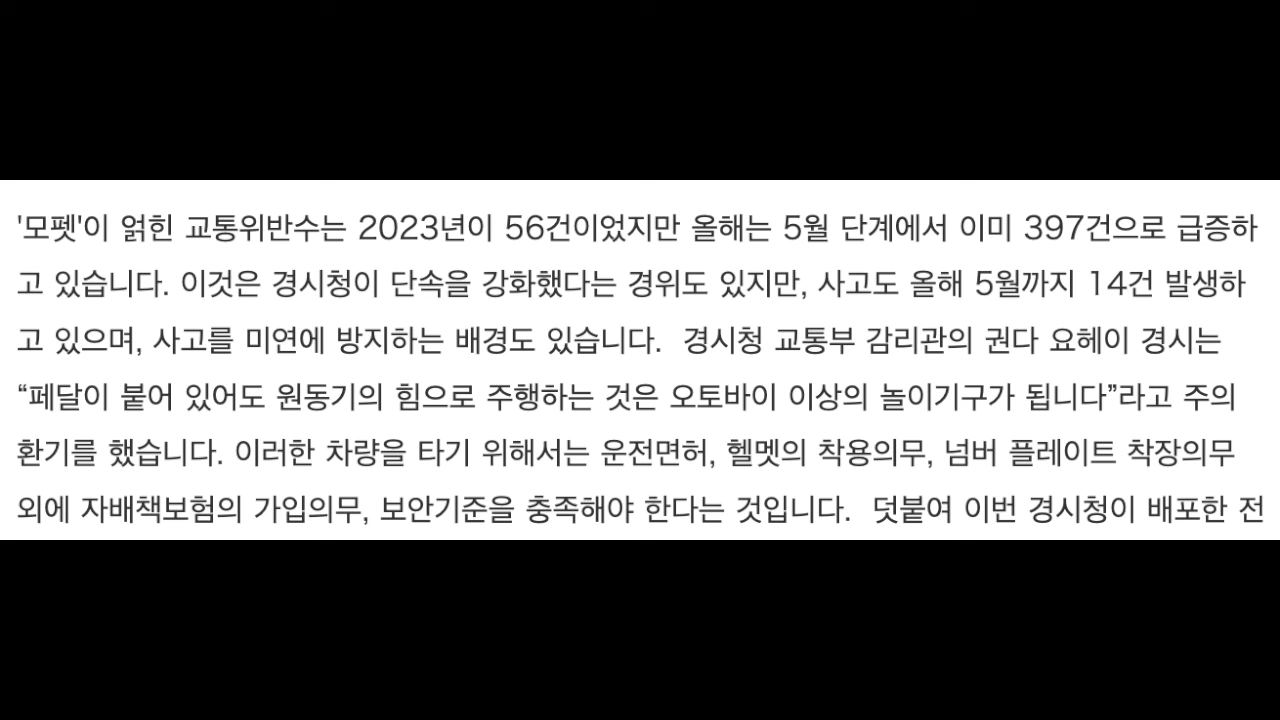 '모펫'이 얽힌 교통위반수는 2023년이 56건이었지만 올해는 5월 단계에서 이미 397건으로 급증하
고 있습니다. 이것은 경시청이 단속을 강화했다는 경위도 있지만, 사고도 올해 5월까지 14건 발생하
고 있으며, 사고를 미연에 방지하는 배경도 있습니다.  경시청 교통부 감리관의 권다 요헤이 경시는
“페달이 붙어 있어도 원동기의 힘으로 주행하는 것은 오토바이 이상의 놀이기구가 됩니다”라고 주의
환기를 했습니다. 이러한 차량을 타기 위해서는 운전면허, 헬멧의 착용의무, 넘버 플레이트 착장의무
외에 자배책보험의 가입의무, 보안기준을 충족해야 한다는 것입니다.  덧붙여 이번 경시청이 배포한 전